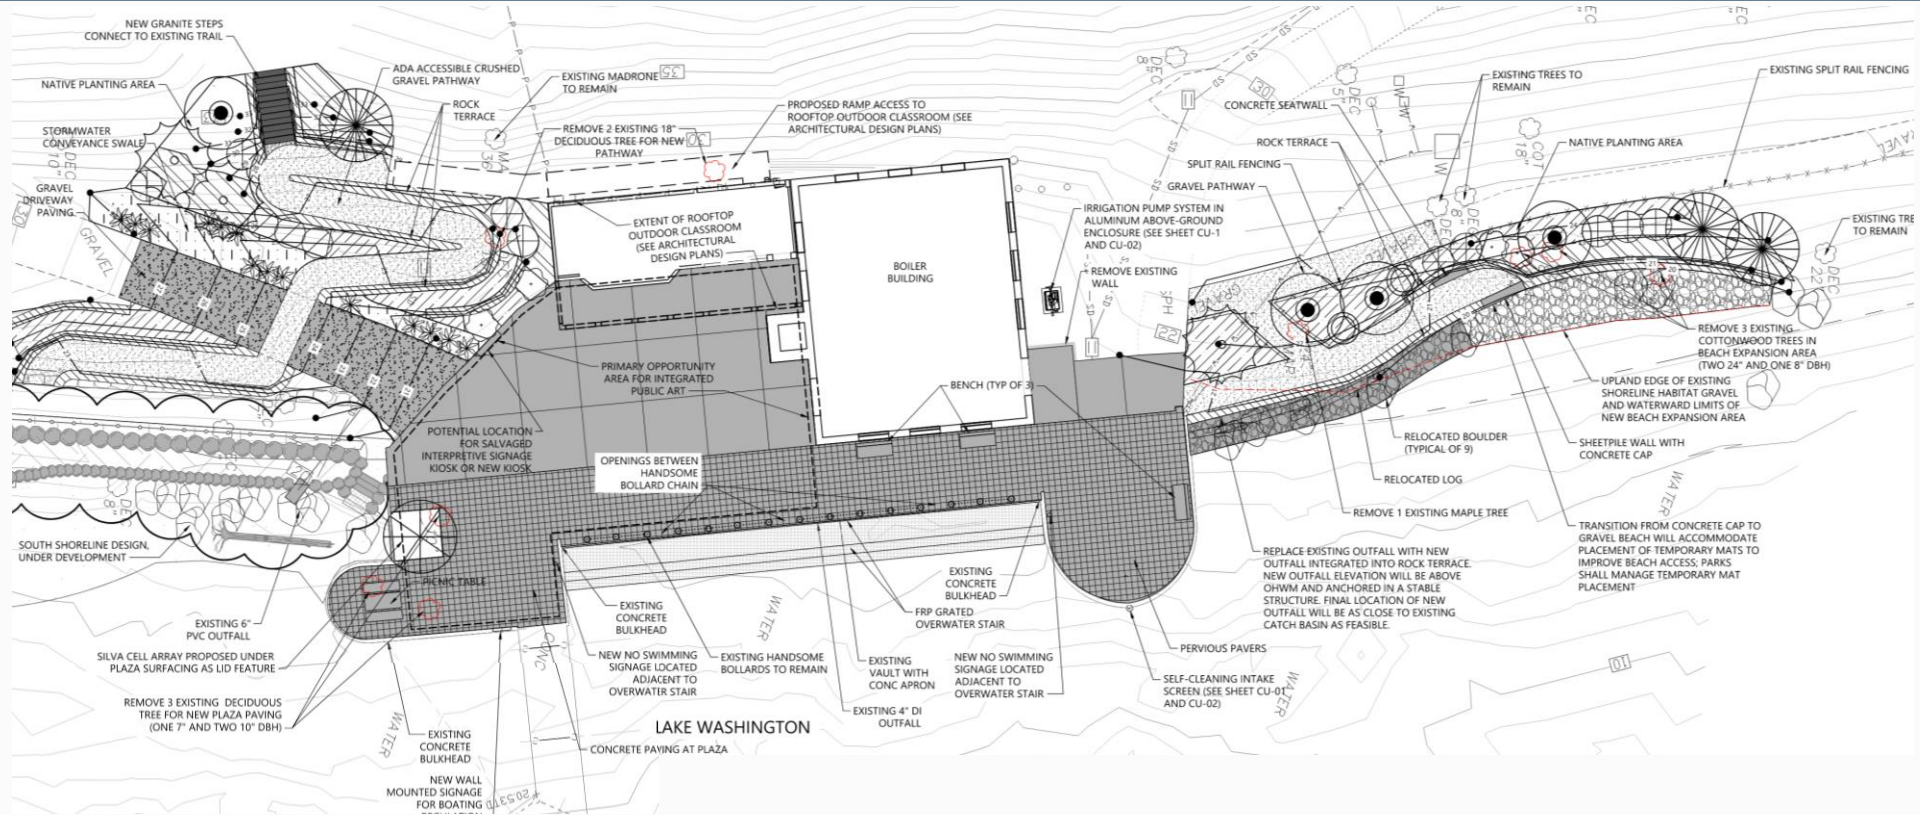 NEW GRANITE STEPS
CONNECT TO EXISTING TRAIL
NATIVE PLANTING AREA
STORMWATER
CONVEYANCE SWALE
GRAVEL
DRIVEWAY
PAVING
ADA ACCESSIBLE CRUSHED
GRAVEL PATHWAY
ROCK
TERRACE
EXISTING MADRONE
TO REMAIN
REMOVE 2 EXISTING 18"
DECIDUOUS TREE FOR NEW
PATHWAY
PROPOSED RAMP ACCESS TO
ROOFTOP OUTDOOR CLASSROOM (SEE
ARCHITECTURAL DESIGN PLANS)
EXTENT OF ROOFTOP
OUTDOOR CLASSROOM
(SEE ARCHITECTURAL
DESIGN PLANS)
BOILER
BUILDING
IRRIGATION PUMP SYSTEM IN
ALUMINUM ABOVE-GROUND
ENCLOSURE (SEE SHEET CU-1
AND CU-02)
REMOVE EXISTING
WALL
CONCRETE SEATWALL
ROCK TERRACE
SPLIT RAIL FENCING
GRAVEL PATHWAY
EXISTING TREES TO
REMAIN
NATIVE PLANTING AREA
EXISTING SPLIT RAIL FENCING
EXISTING TRE
TO REMAIN
REMOVE 3 EXISTING
COTTONWOOD TREES IN
BEACH EXPANSION AREA
(TWO 24" AND ONE 8" DBH)
UPLAND EDGE OF EXISTING
SHORELINE HABITAT GRAVEL
AND WATERWARD LIMITS OF
NEW BEACH EXPANSION AREA
SHEETPILE WALL WITH
CONCRETE CAP
RELOCATED BOULDER
(TYPICAL OF 9)
RELOCATED LOG
REMOVE 1 EXISTING MAPLE TREE
TRANSITION FROM CONCRETE CAP TO
GRAVEL BEACH WILL ACCOMMODATE
PLACEMENT OF TEMPORARY MATS TO
IMPROVE BEACH ACCESS; PARKS
SHALL MANAGE TEMPORARY MAT
PLACEMENT
REPLACE EXISTING OUTFALL WITH NEW
OUTFALL INTEGRATED INTO ROCK TERRACE.
NEW OUTFALL ELEVATION WILL BE ABOVE
OHWM AND ANCHORED IN A STABLE
STRUCTURE. FINAL LOCATION OF NEW
OUTFALL WILL BE AS CLOSE TO EXISTING
CATCH BASIN AS FEASIBLE.
PERVIOUS PAVERS
SELF-CLEANING INTAKE
SCREEN (SEE SHEET CU-01
AND CU-02)
PRIMARY OPPORTUNITY
AREA FOR INTEGRATED
PUBLIC ART
BENCH (TYP OF 3)
POTENTIAL LOCATION
FOR SALVAGED
INTERPRETIVE SIGNAGE
KIOSK OR NEW KIOSK
OPENINGS BETWEEN
HANDSOME
BOLLARD CHAIN
SOUTH SHORELINE DESIGN,
UNDER DEVELOPMENT
PICNIC TABLE
EXISTING 6"
PVC OUTFALL
SILVA CELL ARRAY PROPOSED UNDER
PLAZA SURFACING AS LID FEATURE
REMOVE 3 EXISTING DECIDUOUS
TREE FOR NEW PLAZA PAVING
(ONE 7" AND TWO 10" DBH)
EXISTING
CONCRETE
BULKHEAD
NEW NO SWIMMING
SIGNAGE LOCATED
ADJACENT TO
OVERWATER STAIR
EXISTING HANDSOME
BOLLARDS TO REMAIN
EXISTING
VAULT WITH
CONC APRON
EXISTING 4" DI
OUTFALL
FRP GRATED
OVERWATER STAIR
EXISTING
CONCRETE
BULKHEAD
NEW NO SWIMMING
SIGNAGE LOCATED
ADJACENT TO
OVERWATER STAIR
LAKE WASHINGTON
CONCRETE PAVING AT PLAZA
EXISTING
CONCRETE
BULKHEAD
NEW WALL
MOUNTED SIGNAGE
FOR BOATING
WATER
WATER
WATER
WATER
GRAVEL
CONC
35
30
30
22
10
DEC
8"
DEC
5"
COT
18"
DEC
22"
DEC
10"
DEC
8"